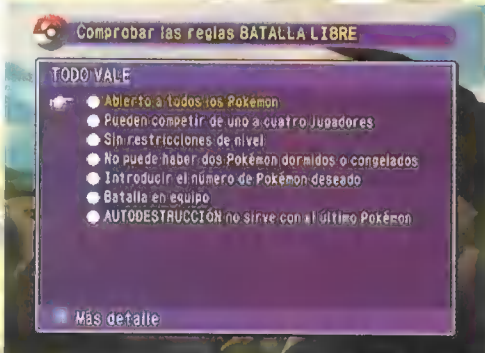 Comprobar las reglas BATALLA LIBRE
TODO VALE
Abierto a todos los Pokémon
Pueden competir de uno a cuatro jugadores
Sin restricciones de nivel
No puede haber dos Pokémon dormidos o congelados
Introducir el número de Pokémon deseado
Batalla en equipo
AUTODESTRUCCIÓN no sirve con el último Pokémon
Más detalle